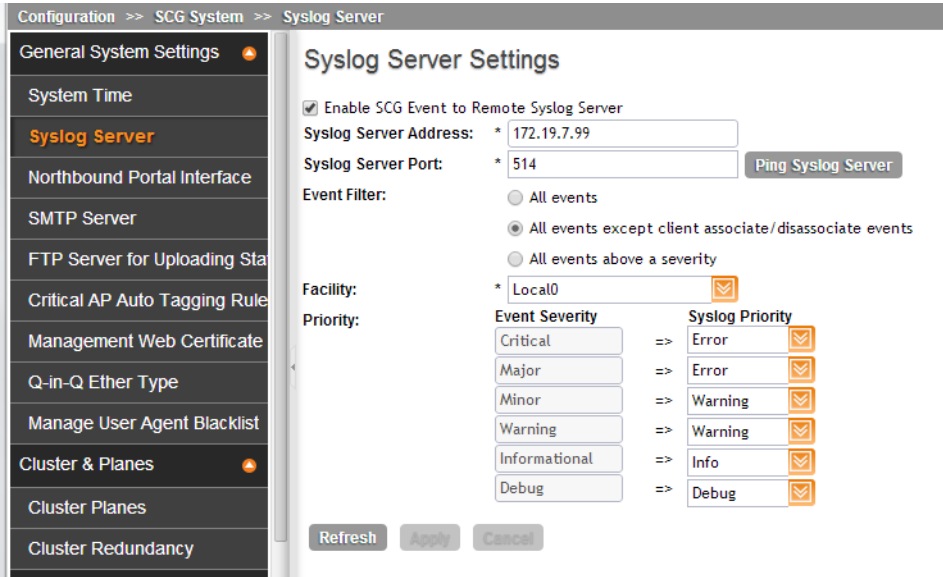 Configuration >> SCG System >> Syslog Server
General System Settings
System Time
Syslog Server
Northbound Portal Interface
SMTP Server
FTP Server for Uploading Sta
Critical AP Auto Tagging Rule
Management Web Certificate
Q-in-Q Ether Type
Manage User Agent Blacklist
Cluster & Planes
Cluster Planes
Cluster Redundancy
Syslog Server Settings
Enable SCG Event to Remote Syslog Server
Syslog Server Address: * 172.19.7.99
Syslog Server Port: * 514 Ping Syslog Server
Event Filter: All events
All events except client associate/disassociate events
All events above a severity
Facility: * Local0
Priority: Event Severity Syslog Priority
Critical => Error
Major => Error
Minor => Warning
Warning => Warning
Informational => Info
Debug => Debug
Refresh Apply Cancel